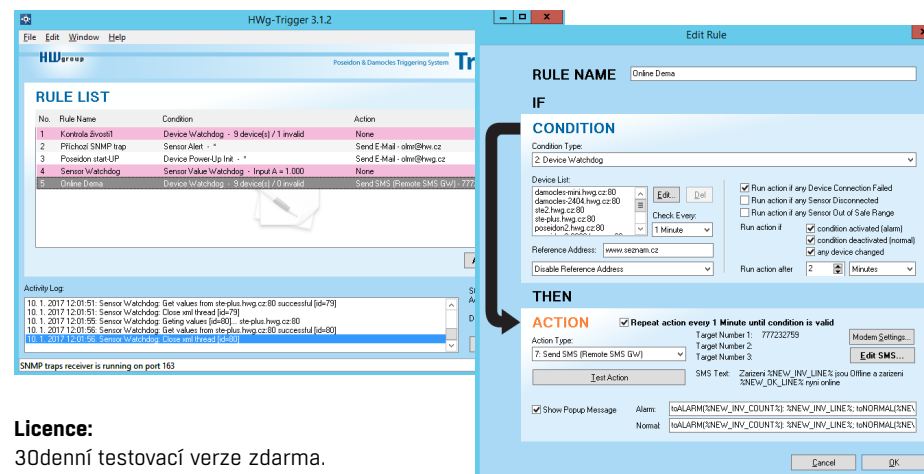 HWg-Trigger 3.1.2
File Edit Window Help
HWgroup
Poseidon & Damocles Triggering System Tr
RULE LIST
No. Rule Name Condition Action
1 Kontrola živosti1 Device Watchdog - 9 device(s) / 1 invalid None
2 Příchozí SNMP trap Sensor Alert - * Send E-Mail - olmr@hw.cz
3 Poseidon start-UP Device Power-Up Init - * Send E-Mail - olmr@hwg.cz
4 Sensor Watchdog Sensor Value Watchdog - Input A = 1.000 None
5 Online Dema Device Watchdog - 9 device(s) / 0 invalid Send SMS (Remote SMS GW) - 777
Activity Log:
10. 1. 2017 12:01:51: Sensor Watchdog: Get values from ste-plus.hwg.cz:80 successful [id=79]
10. 1. 2017 12:01:51: Sensor Watchdog: Close xml thread [id=79]
10. 1. 2017 12:01:55: Sensor Watchdog: Geting values [id=80]... ste-plus.hwg.cz:80
10. 1. 2017 12:01:56: Sensor Watchdog: Get values from ste-plus.hwg.cz:80 successful [id=80]
10. 1. 2017 12:01:56: Sensor Watchdog: Close xml thread [id=80]
SNMP traps receiver is running on port 163
Edit Rule
RULE NAME Online Dema
IF
CONDITION
Condition Type:
2: Device Watchdog
Device List:
damocles-mini.hwg.cz:80
damocles-2404.hwg.cz:80
ste2.hwg.cz:80
ste-plus.hwg.cz:80
poseidon2.hwg.cz:80
Edit... Del
Check Every:
1 Minute
Run action if any Device Connection Failed
Run action if any Sensor Disconnected
Run action if any Sensor Out of Safe Range
Run action if condition activated (alarm)
condition deactivated (normal)
any device changed
Reference Address: www.seznam.cz
Disable Reference Address
Run action after 2 Minutes
THEN
ACTION Repeat action every 1 Minute until condition is valid
Action Type:
7: Send SMS (Remote SMS GW)
Test Action
Target Number 1: 777232759
Target Number 2:
Target Number 3:
Modem Settings...
Edit SMS...
SMS Text: Zarizeni %NEW_INV_LINE% jsou Offline a zarizeni
%NEW_OK_LINE% nyni online
Show Popup Message Alarm: toALARM(%NEW_INV_COUNT%): %NEW_INV_LINE%; toNORMAL(%NEW
Normal: toALARM(%NEW_INV_COUNT%): %NEW_INV_LINE%; toNORMAL(%NEW
Cancel OK
Licence:
30denní testovací verze zdarma.